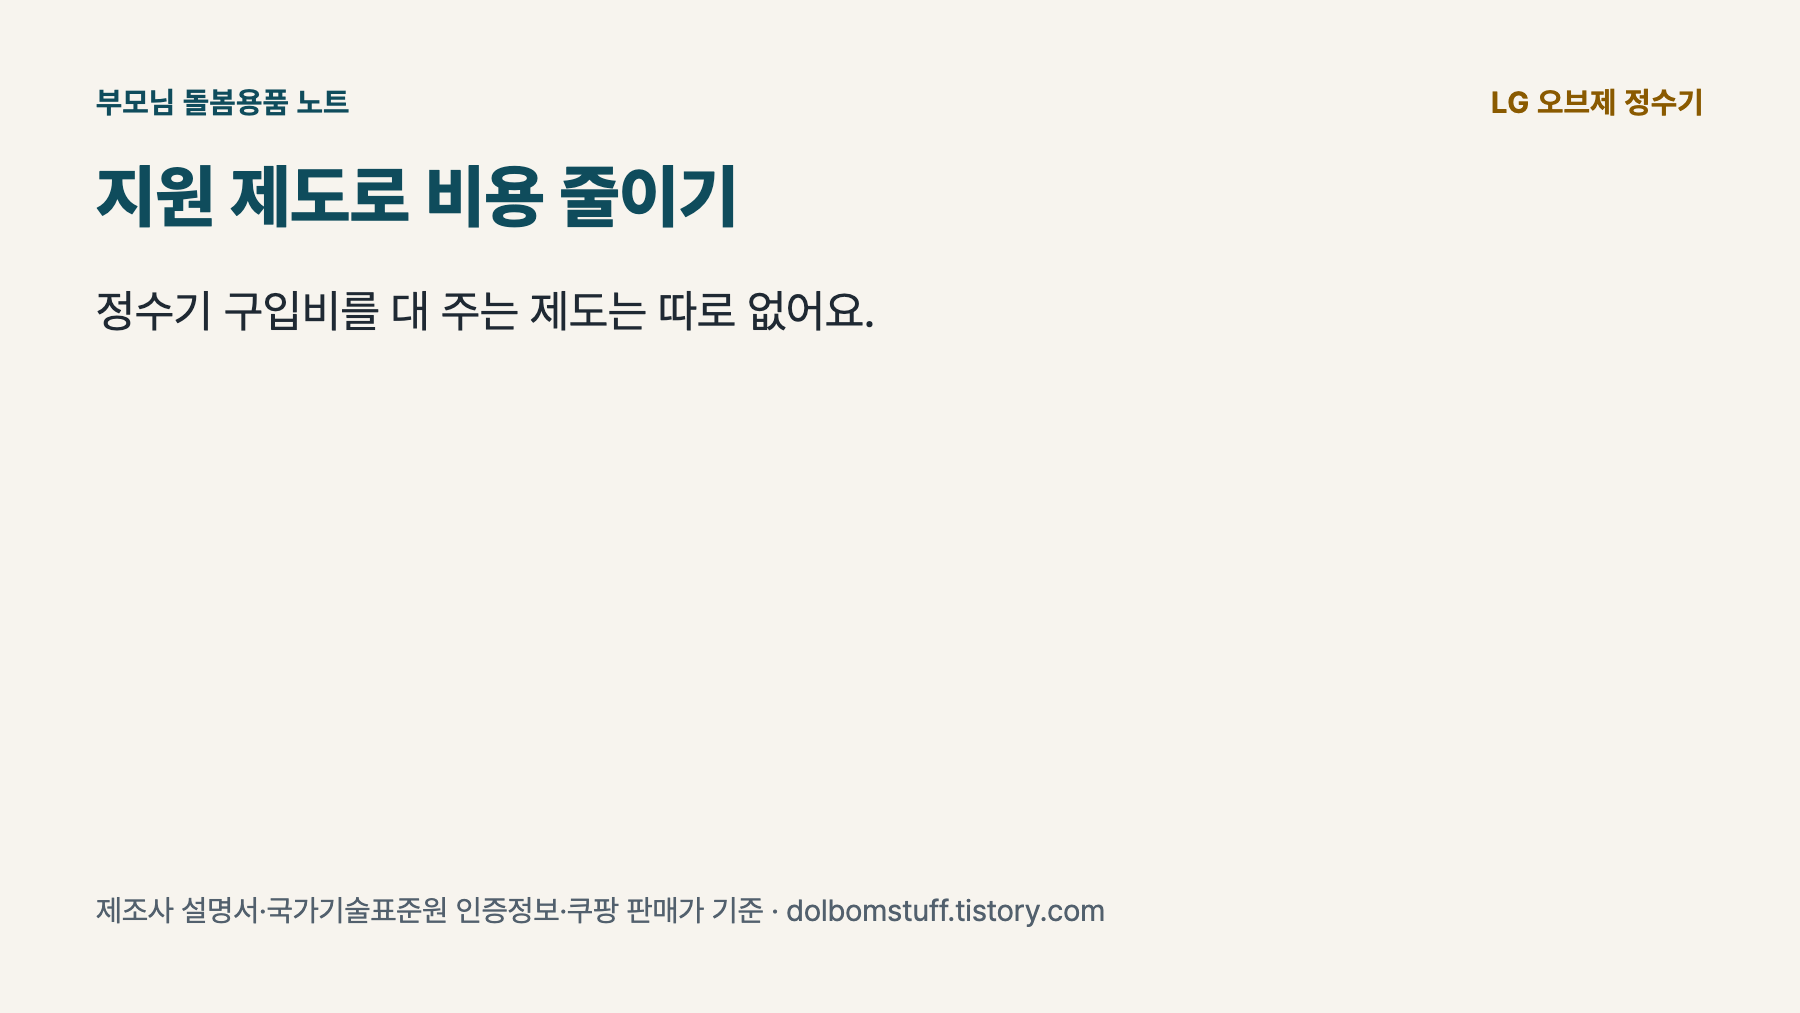 부모님 돌봄용품 노트
LG 오브제 정수기
지원 제도로 비용 줄이기
정수기 구입비를 대 주는 제도는 따로 없어요.
제조사 설명서·국가기술표준원 인증정보·쿠팡 판매가 기준 · dolbomstuff.tistory.com